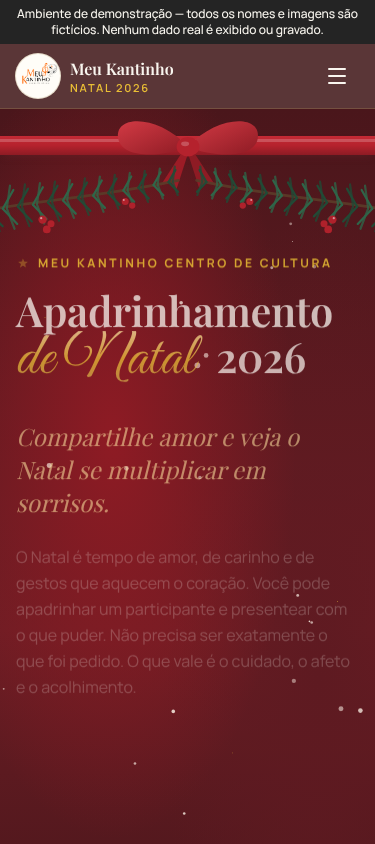 Ambiente de demonstração — todos os nomes e imagens são
fictícios. Nenhum dado real é exibido ou gravado.
MEU
KANTINHO
Meu Kantinho
NATAL 2026
MEU KANTINHO CENTRO DE CULTURA
Apadrinhamento
de Natal 2026
Compartilhe amor e veja o
Natal se multiplicar em
sorrisos.
O Natal é tempo de amor, de carinho e de
gestos que aquecem o coração. Você pode
apadrinhar um participante e presentear com
o que puder. Não precisa ser exatamente o
que foi pedido. O que vale é o cuidado, o afeto
e o acolhimento.